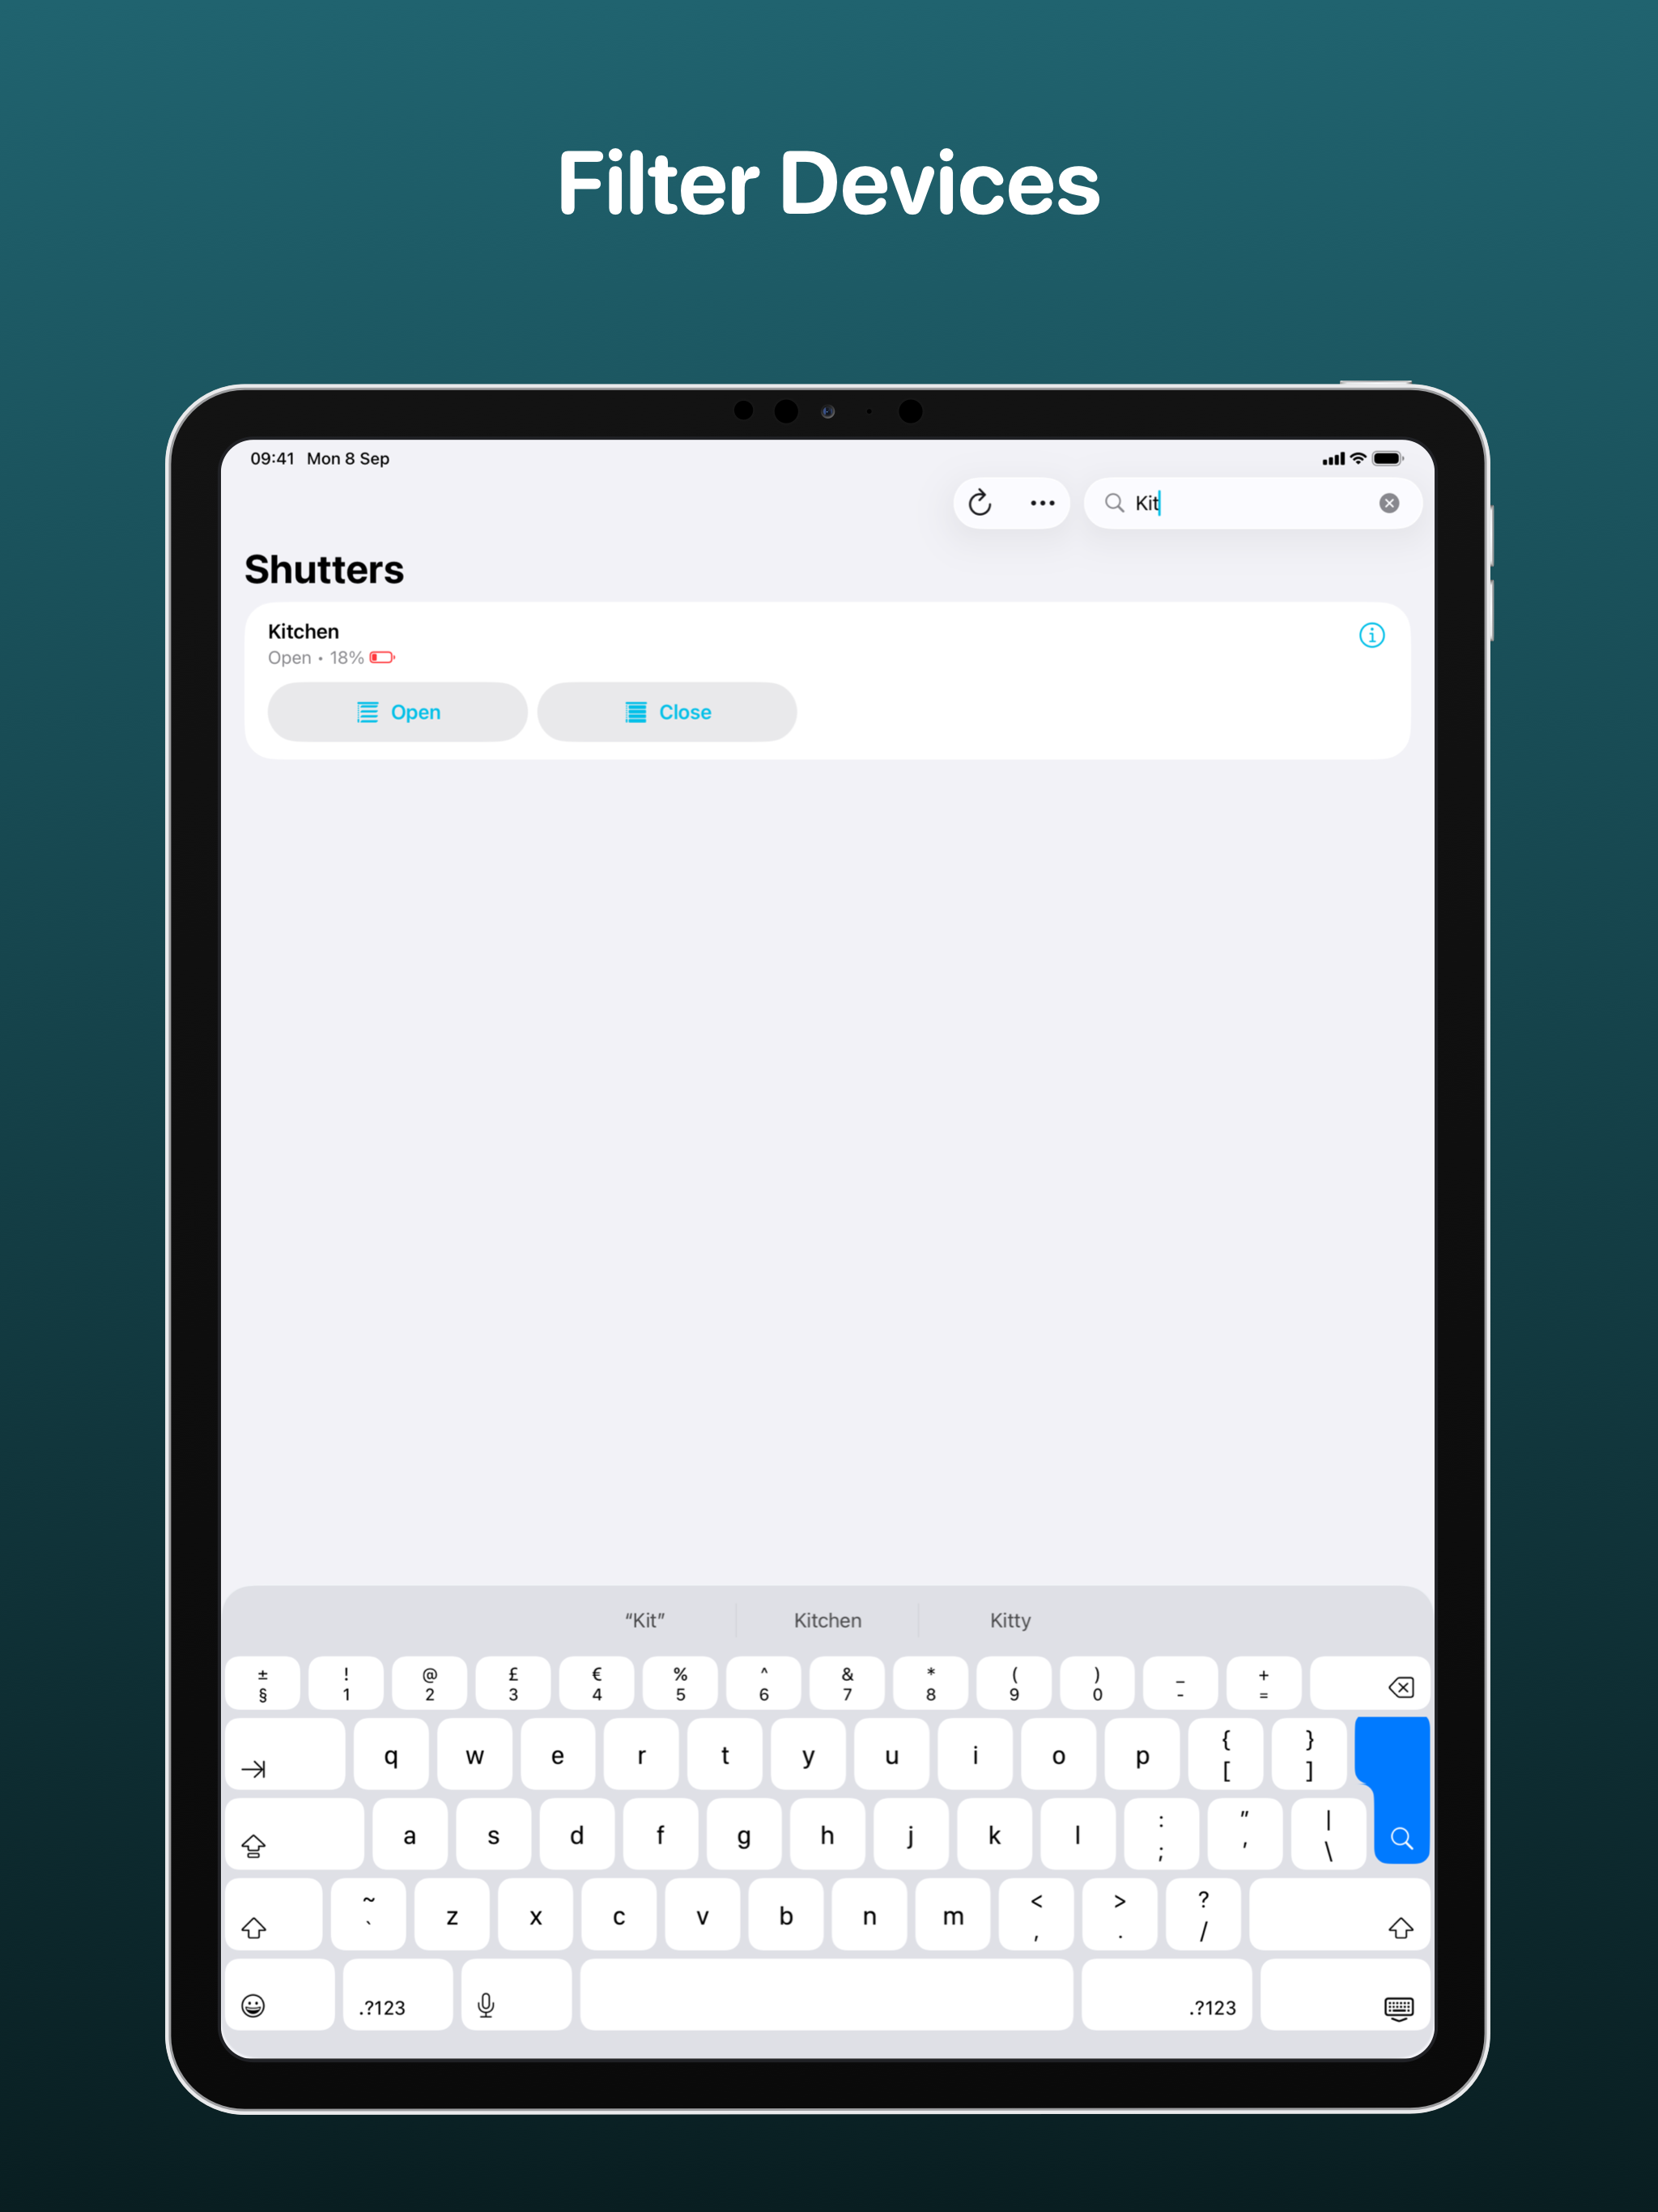 Filter Devices
09:41 Mon 8 Sep
Kit
Shutters
Kitchen
Open • 18%
Open
Close
“Kit” Kitchen Kitty
± ! @ £ € % ^ & * ( ) _ +
§ 1 2 3 4 5 6 7 8 9 0 - =
q w e r t y u i o p { }
[ ]
a s d f g h j k l : " |
; ' \
~ z x c v b n m < > ?
` , . /
.?123 .?123